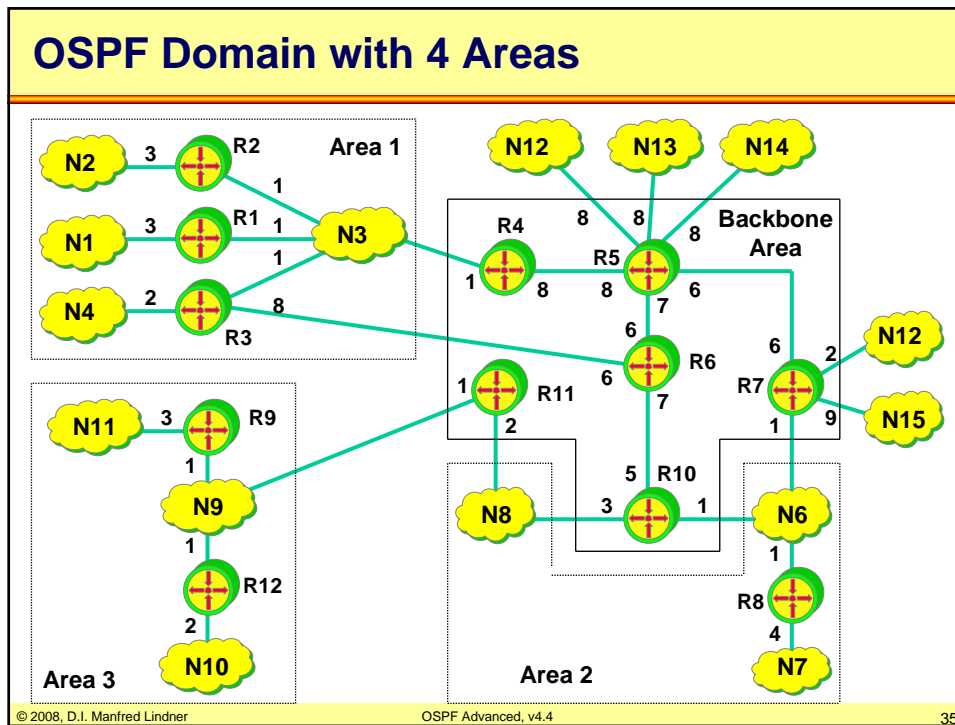 OSPF Domain with 4 Areas
N2 3 R2 Area 1
N12 N13 N14
1
N1 3 R1 1 N3
8 8 8
R4 R5 Backbone
Area
1
N4 2 R3 8
1 8 8 7 6
6 6 2 N12
R6
6 7
1 R11 R7
N11 3 R9
2 1 9 N15
1
5 R10
N9
N8 3 1 N6
1
1
R12
R8
2
4
N10
N7
Area 3
Area 2
© 2008, D.I. Manfred Lindner OSPF Advanced, v4.4 35